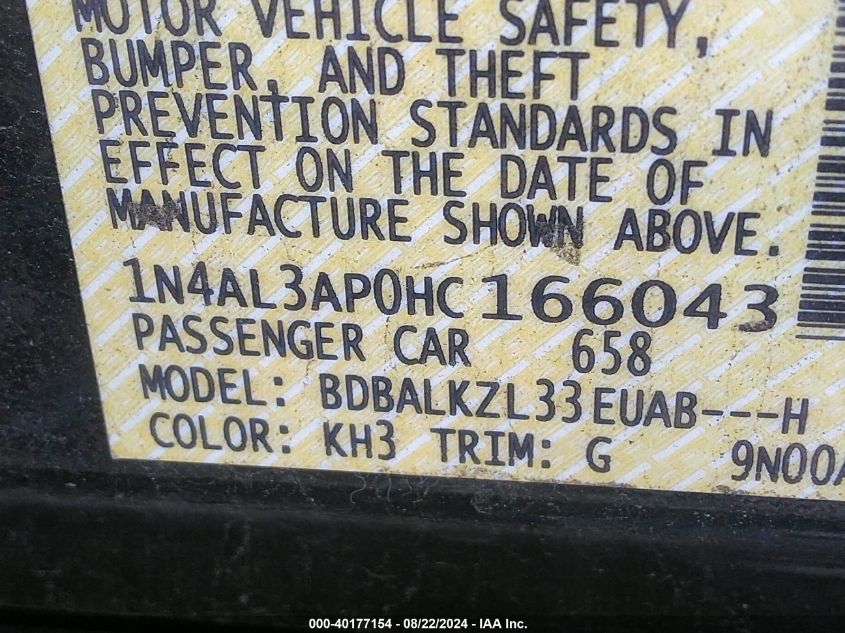 MOTOR VEHICLE SAFETY,
BUMPER, AND THEFT
PREVENTION STANDARDS IN
EFFECT ON THE DATE OF
MANUFACTURE SHOWN ABOVE.
1N4AL3AP0HC166043
PASSENGER CAR 658
MODEL: BDBALKZL33EUAB---H
COLOR: KH3 TRIM: G 9N00A
000-40177154 - 08/22/2024 - IAA Inc.